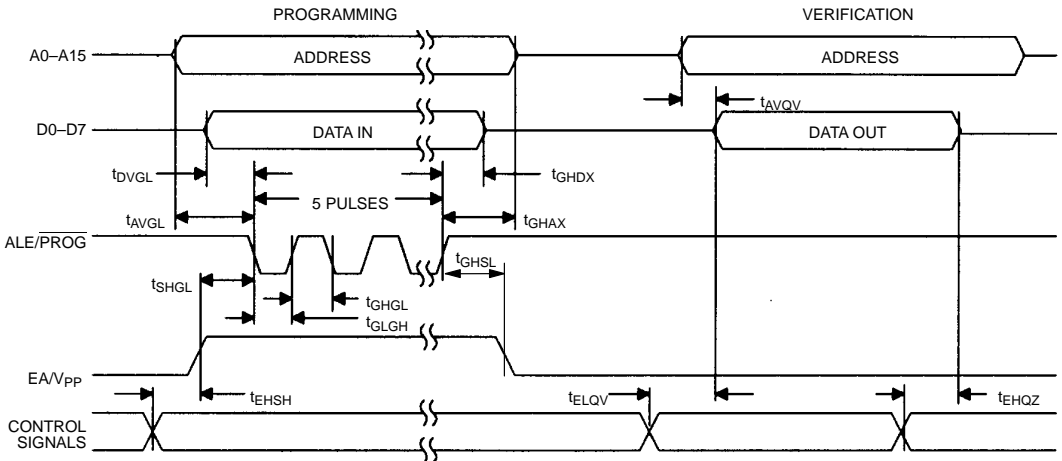 PROGRAMMING
VERIFICATION
A0–A15
ADDRESS
ADDRESS
tAVQV
D0–D7
DATA IN
DATA OUT
tDVGL
tGHDX
5 PULSES
tAVGL
tGHAX
ALE/PROG
tGHSL
tSHGL
tGHGL
tGLGH
EA/VPP
tEHSH
tELQV
tEHQZ
CONTROL
SIGNALS